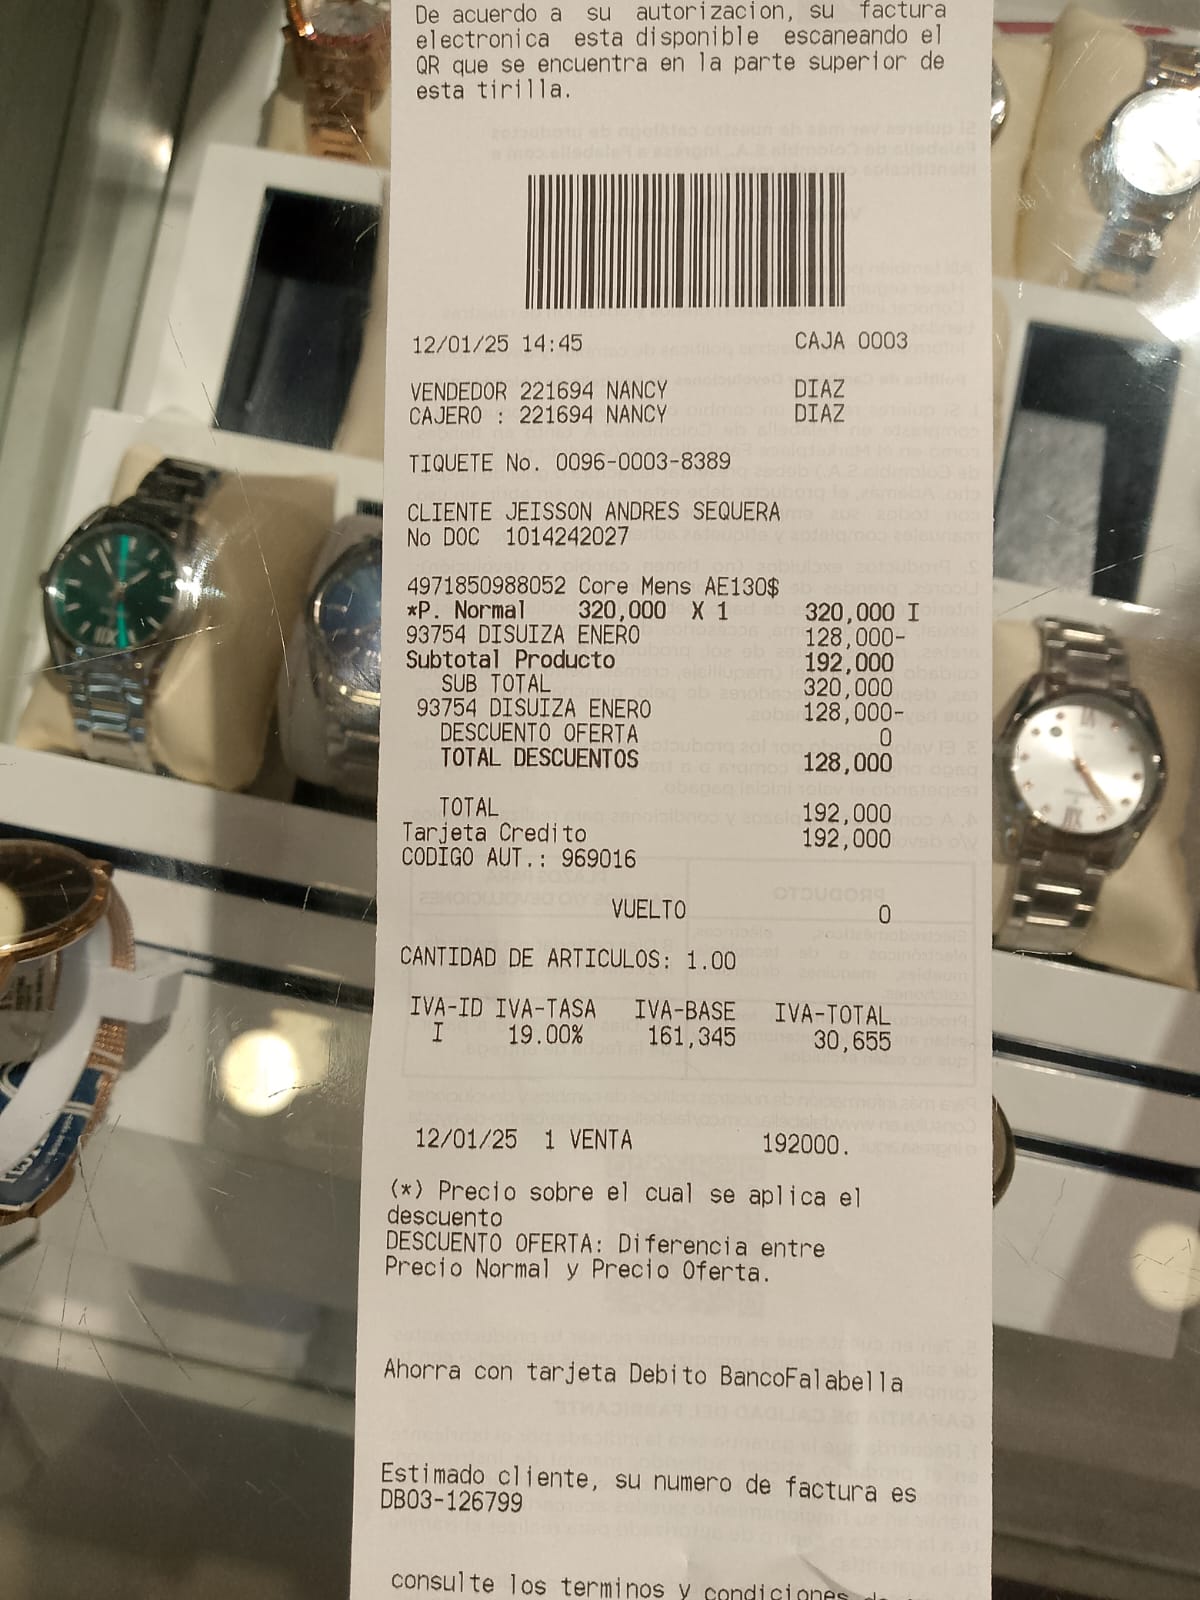 De acuerdo a su autorizacion, su factura
electronica esta disponible escaneando el
QR que se encuentra en la parte superior de
esta tirilla.
12/01/25 14:45 CAJA 0003
VENDEDOR 221694 NANCY DIAZ
CAJERO : 221694 NANCY DIAZ
TIQUETE No. 0096-0003-8389
CLIENTE JEISSON ANDRES SEQUERA
No DOC 1014242027
4971850988052 Core Mens AE130$
*P. Normal 320,000 X 1 320,000 I
93754 DISUIZA ENERO 128,000-
Subtotal Producto 192,000
SUB TOTAL 320,000
93754 DISUIZA ENERO 128,000-
DESCUENTO OFERTA 0
TOTAL DESCUENTOS 128,000
TOTAL 192,000
Tarjeta Credito 192,000
CODIGO AUT.: 969016
VUELTO 0
CANTIDAD DE ARTICULOS: 1.00
IVA-ID IVA-TASA IVA-BASE IVA-TOTAL
I 19.00% 161,345 30,655
12/01/25 1 VENTA 192000.
(*) Precio sobre el cual se aplica el
descuento
DESCUENTO OFERTA: Diferencia entre
Precio Normal y Precio Oferta.
Ahorra con tarjeta Debito BancoFalabella
Estimado cliente, su numero de factura es
DB03-126799
consulte los terminos y condiciones